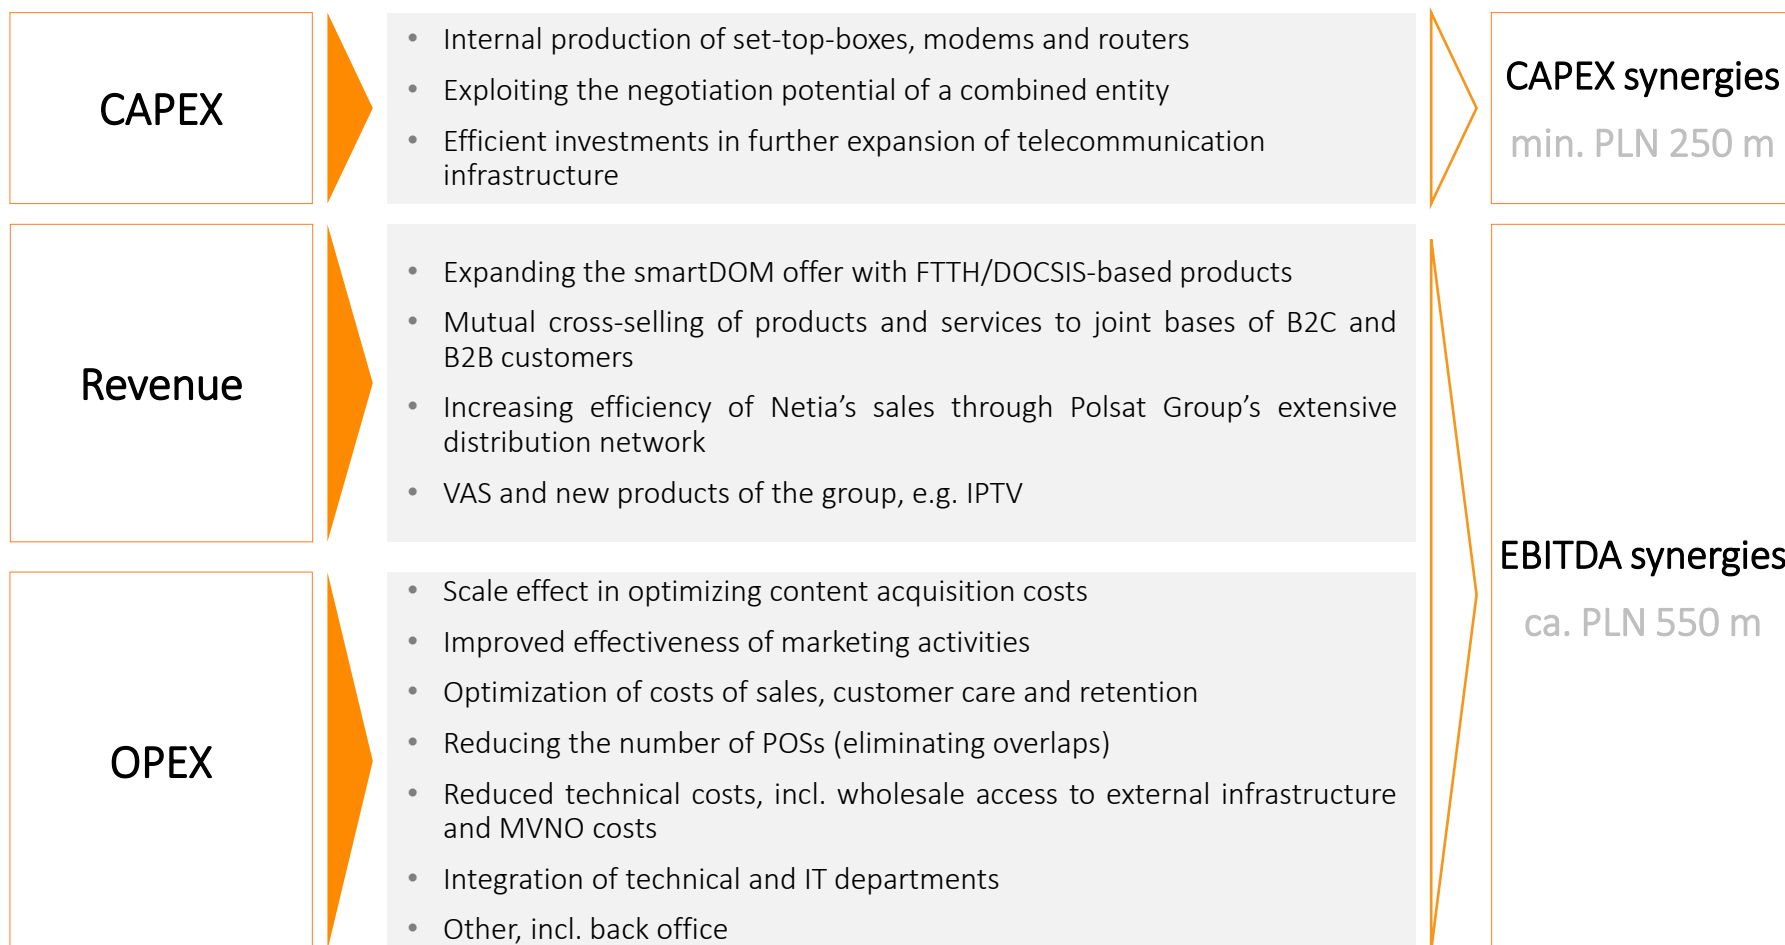 CAPEX
• Internal production of set-top-boxes, modems and routers
• Exploiting the negotiation potential of a combined entity
• Efficient investments in further expansion of telecommunication
infrastructure
CAPEX synergies
min. PLN 250 m
Revenue
• Expanding the smartDOM offer with FTTH/DOCSIS-based products
• Mutual cross-selling of products and services to joint bases of B2C and
B2B customers
• Increasing efficiency of Netia’s sales through Polsat Group’s extensive
distribution network
• VAS and new products of the group, e.g. IPTV
OPEX
• Scale effect in optimizing content acquisition costs
• Improved effectiveness of marketing activities
• Optimization of costs of sales, customer care and retention
• Reducing the number of POSs (eliminating overlaps)
• Reduced technical costs, incl. wholesale access to external infrastructure
and MVNO costs
• Integration of technical and IT departments
• Other, incl. back office
EBITDA synergies
ca. PLN 550 m